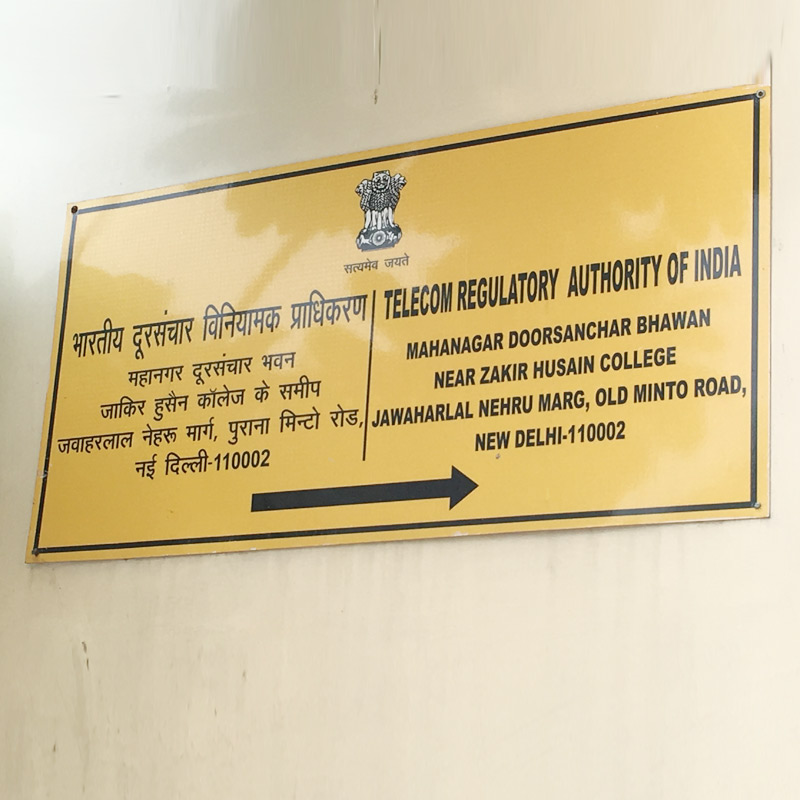 सत्यमेव जयते
भारतीय दूरसंचार विनियामक प्राधिकरण
महानगर दूरसंचार भवन
जाकिर हुसैन कॉलेज के समीप
जवाहरलाल नेहरू मार्ग, पुराना मिन्टो रोड,
नई दिल्ली-110002
TELECOM REGULATORY AUTHORITY OF INDIA
MAHANAGAR DOORSANCHAR BHAWAN
NEAR ZAKIR HUSAIN COLLEGE
JAWAHARLAL NEHRU MARG, OLD MINTO ROAD,
NEW DELHI-110002